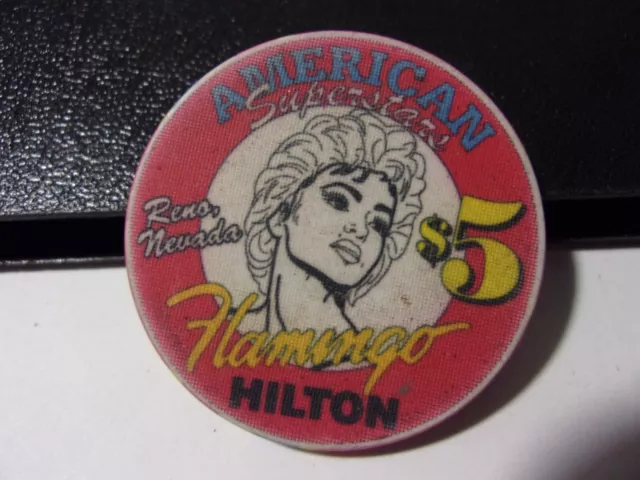 AMERICAN
Superstars
Reno,
Nevada
$5
Flamingo
HILTON